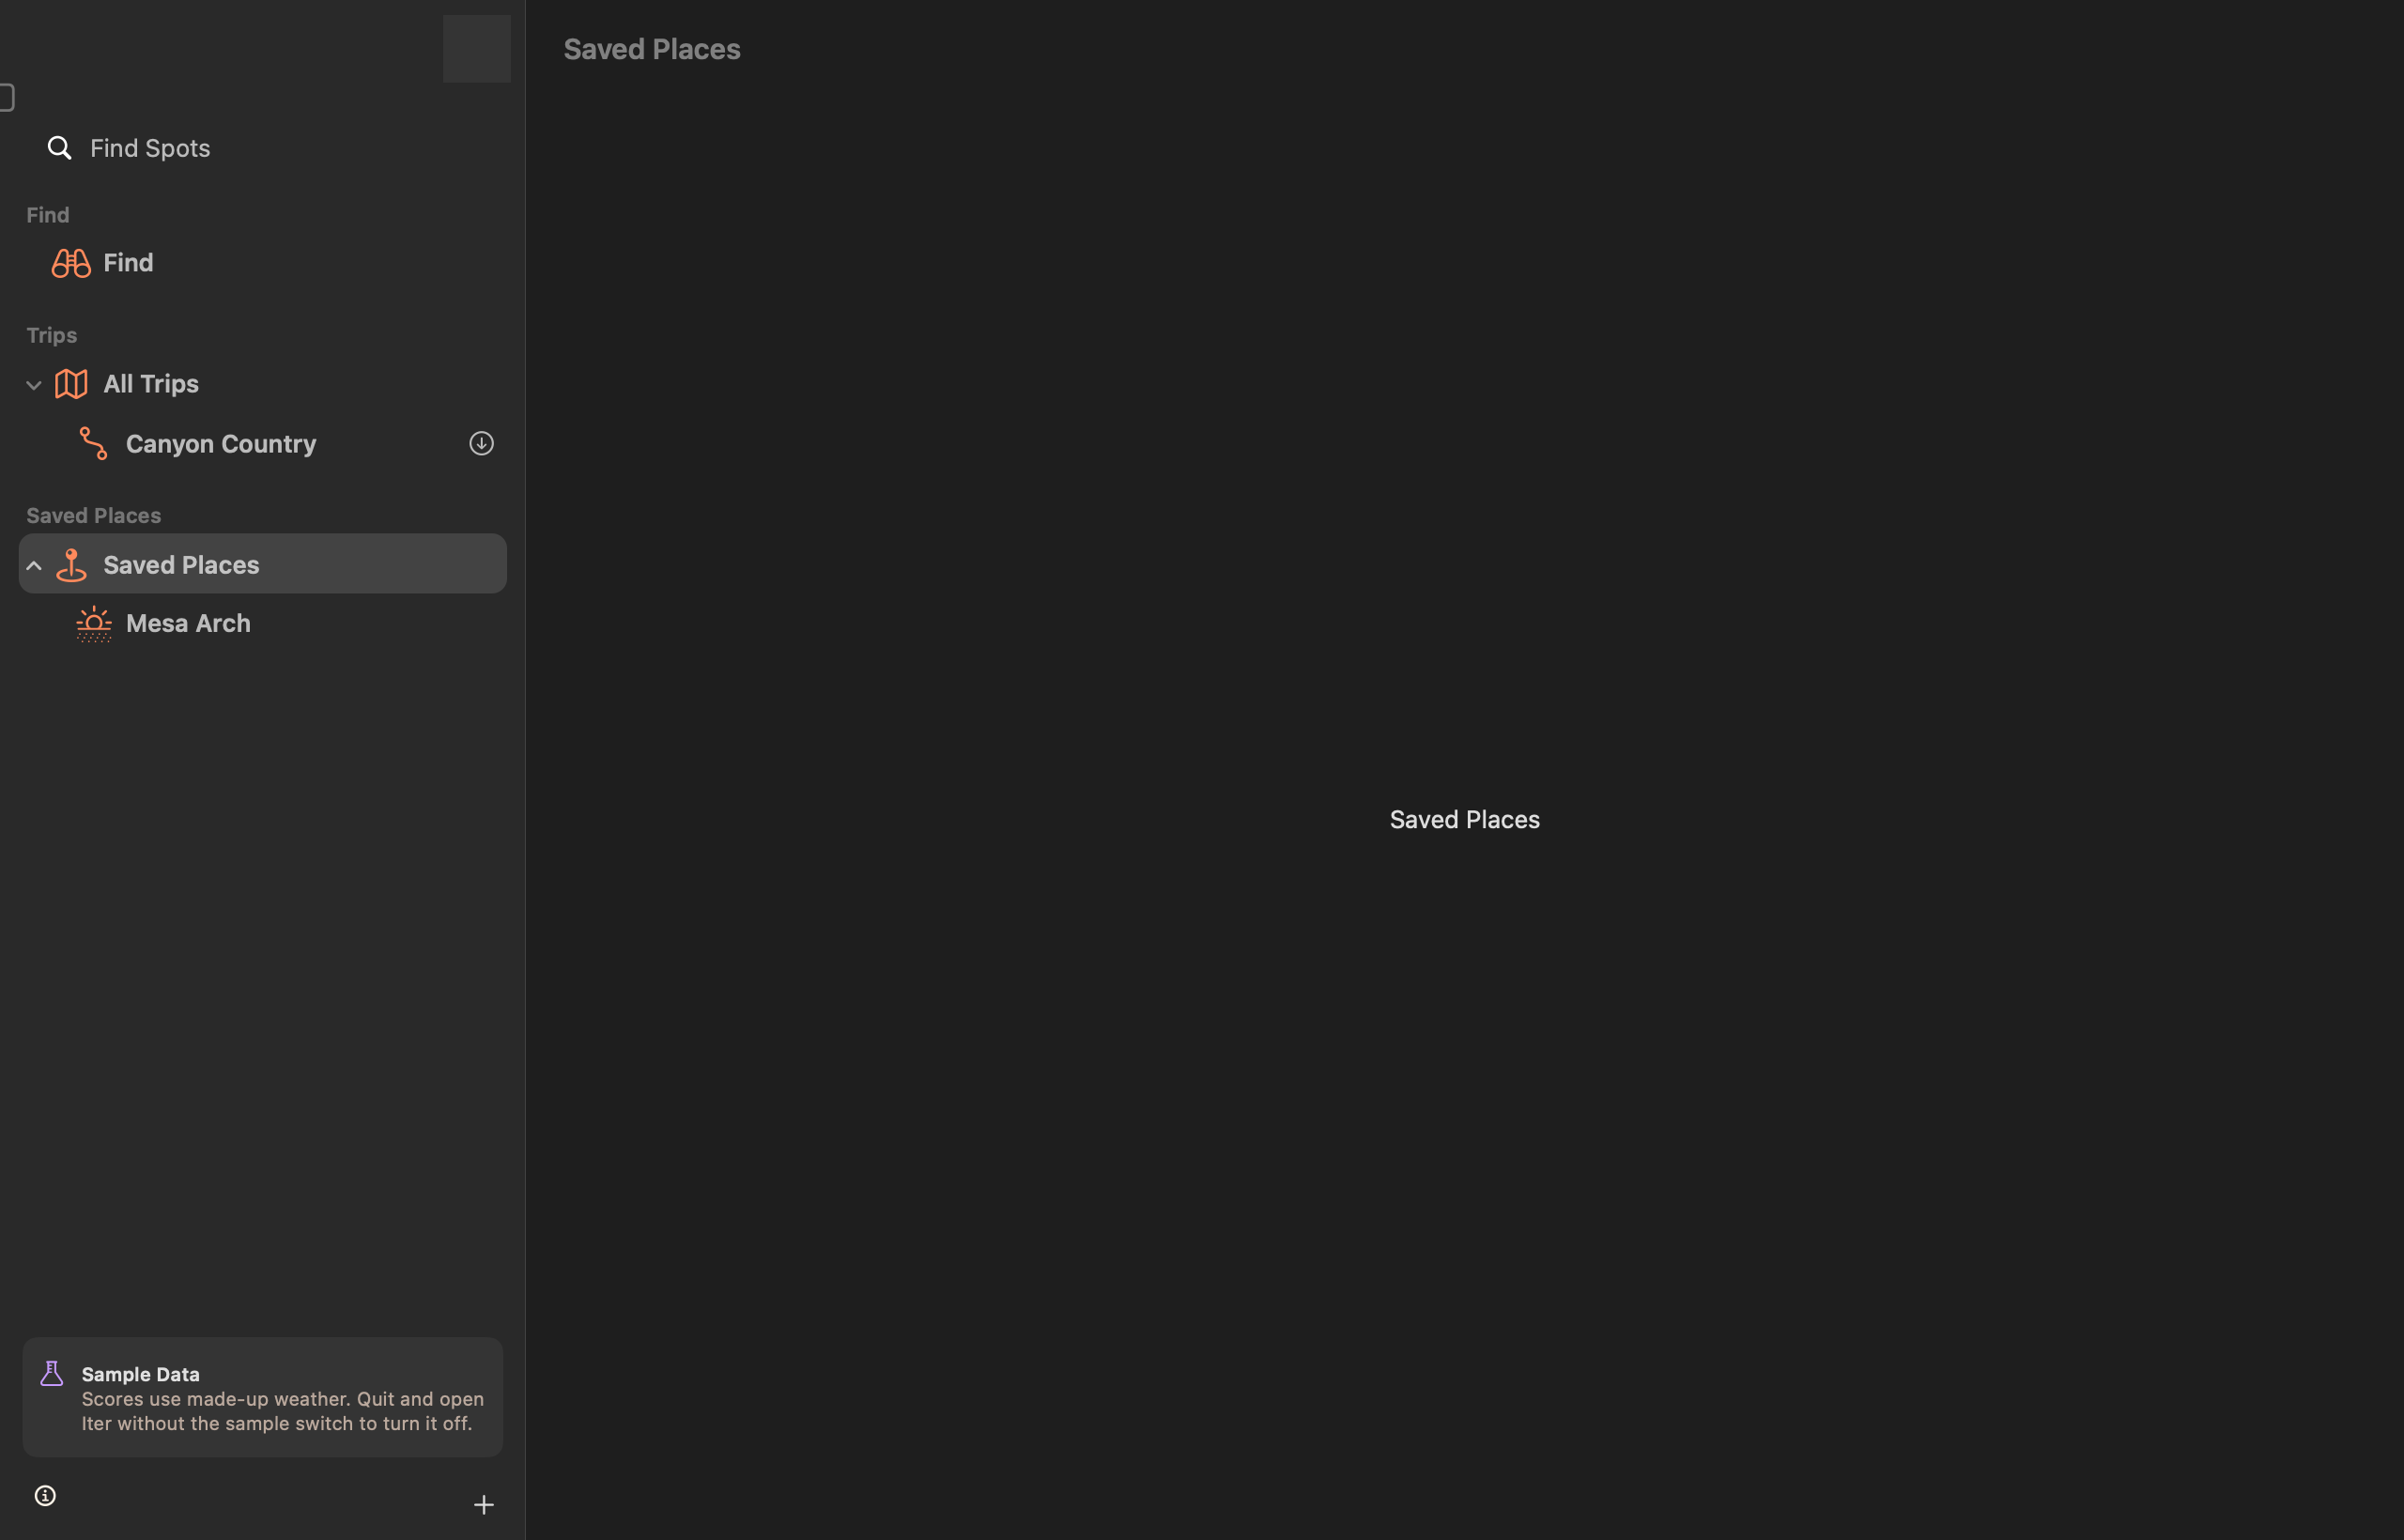 Saved Places
Find Spots
Find
Find
Trips
All Trips
Canyon Country
Saved Places
Saved Places
Mesa Arch
Saved Places
Sample Data
Scores use made-up weather. Quit and open
Iter without the sample switch to turn it off.